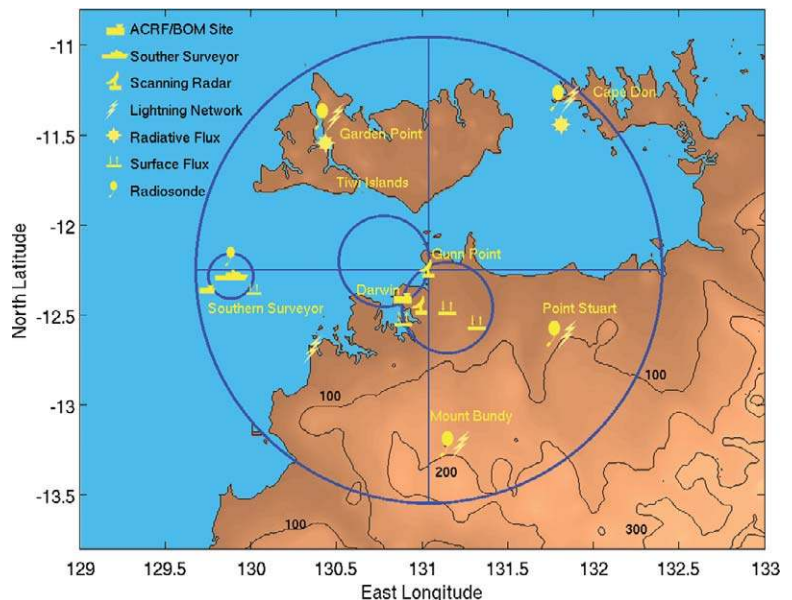 -11
-11.5
-12
-12.5
-13
-13.5
North Latitude
ACRF/BOM Site
Souther Surveyor
Scanning Radar
Lightning Network
Radiative Flux
Surface Flux
Radiosonde
Cape Don
Garden Point
Tiwi Islands
Gunn Point
Darwin
Southern Surveyor
Point Stuart
100
100
Mount Bundy
200
100
300
129
129.5
130
130.5
131
131.5
132
132.5
133
East Longitude